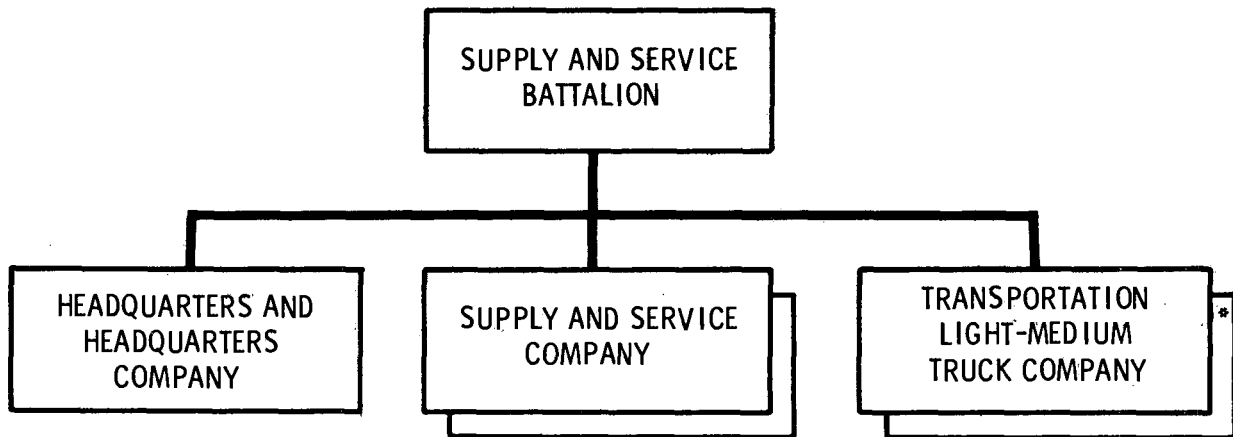 SUPPLY AND SERVICE
BATTALION
HEADQUARTERS AND
HEADQUARTERS
COMPANY
SUPPLY AND SERVICE
COMPANY
TRANSPORTATION
LIGHT-MEDIUM
TRUCK COMPANY
*